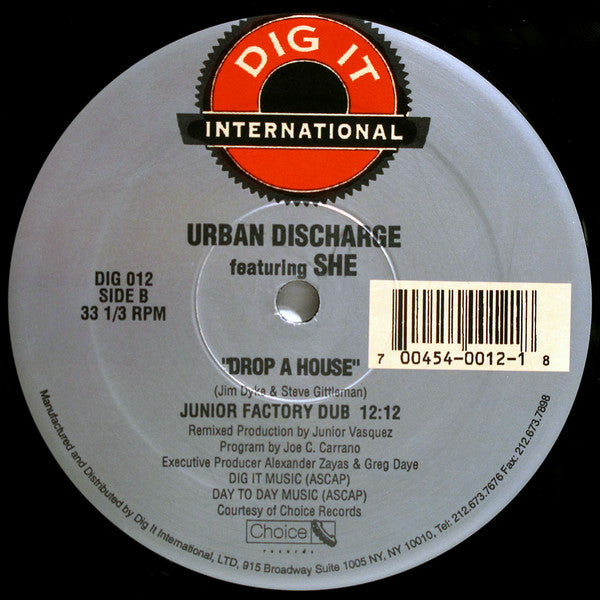 DIG IT
INTERNATIONAL
URBAN DISCHARGE
featuring SHE
DIG 012
SIDE B
33 1/3 RPM
7 00454-0012-1 8
"DROP A HOUSE"
(Jim Dyke & Steve Gittleman)
JUNIOR FACTORY DUB 12:12
Remixed Production by Junior Vasquez
Program by Joe C. Carrano
Executive Producer Alexander Zayas & Greg Daye
DIG IT MUSIC (ASCAP)
DAY TO DAY MUSIC (ASCAP)
Courtesy of Choice Records
Choice
records
Manufactured and Distributed by Dig It International, LTD, 915 Broadway Suite 1005 NY, NY 10010, Tel: 212.673.7676 Fax: 212.673.7898